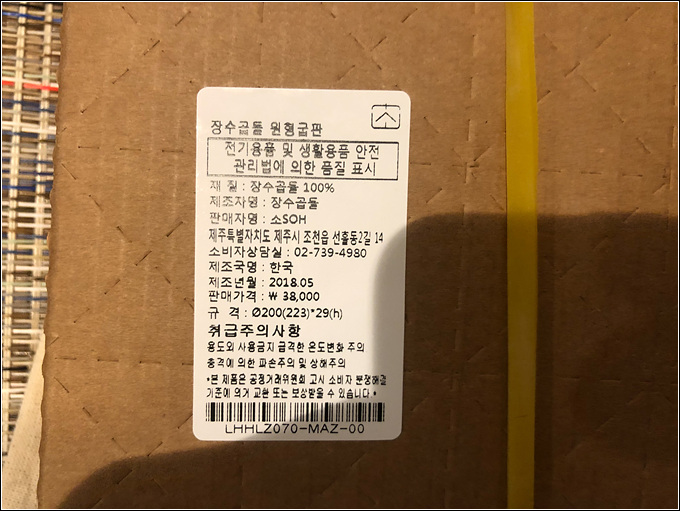 장수곱돌 원형굽판
소
전기용품 및 생활용품 안전
관리법에 의한 품질 표시
재 질 : 장수곱돌 100%
제조자명 : 장수곱돌
판매자명 : 소SOH
제주특별자치도 제주시 조천읍 선흘동2길 14
소비자상담실 : 02-739-4980
제조국명 : 한국
제조년월 : 2018.05
판매가격 : ₩ 38,000
규 격 : Ø200(223)*29(h)
취급주의사항
용도외 사용금지 급격한 온도변화 주의
충격에 의한 파손주의 및 상해주의
*본 제품은 공정거래위원회 고시 소비자 분쟁해결
기준에 의거 교환 또는 보상받을 수 있습니다*
LHHLZ070-MAZ-00